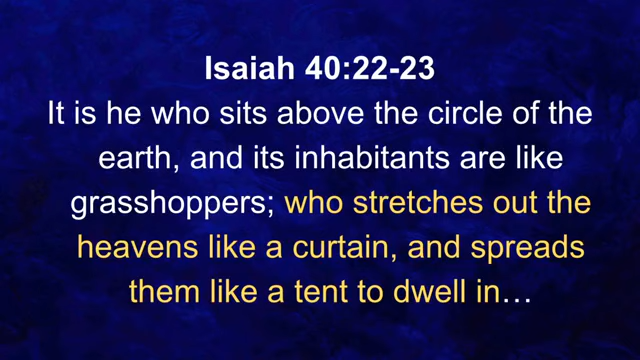 Isaiah 40:22-23
It is he who sits above the circle of the
earth, and its inhabitants are like
grasshoppers; who stretches out the
heavens like a curtain, and spreads
them like a tent to dwell in…